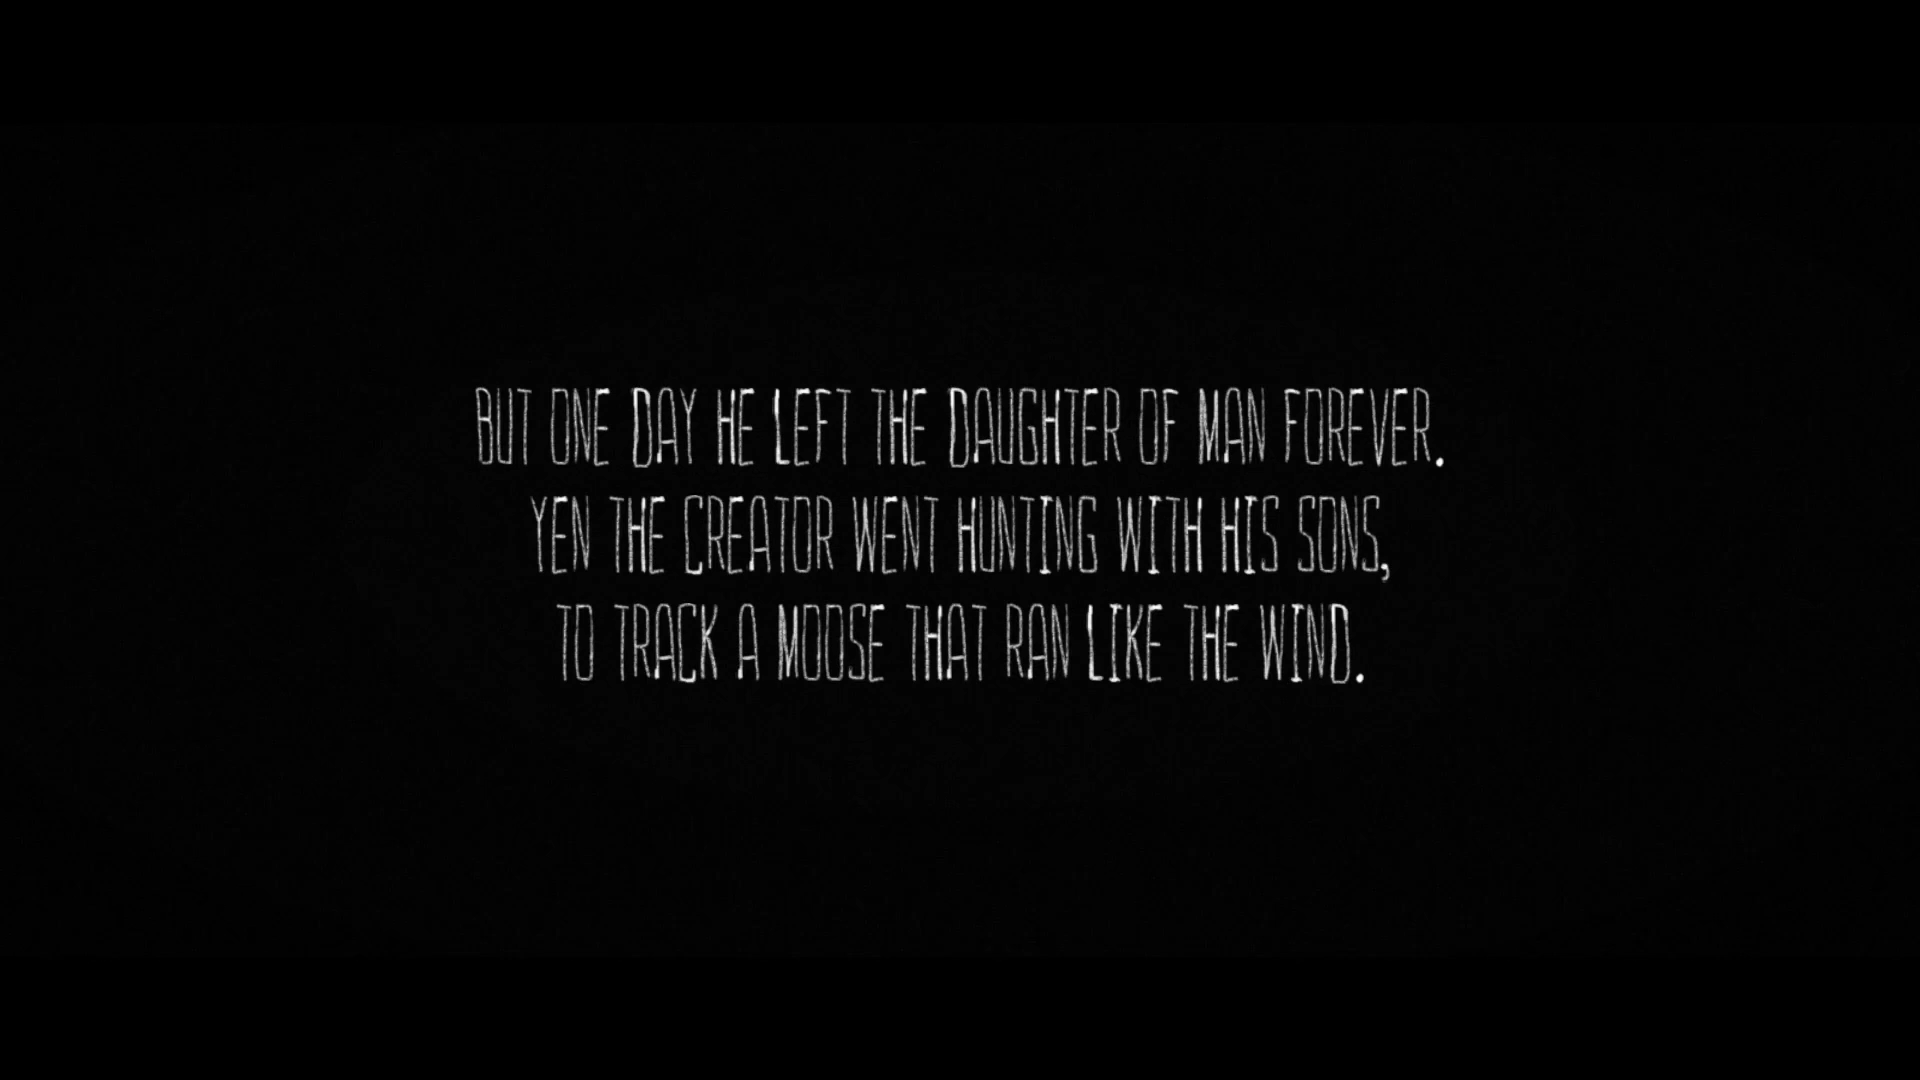 BUT ONE DAY HE LEFT THE DAUGHTER OF MAN FOREVER.
YEN THE CREATOR WENT HUNTING WITH HIS SONS,
TO TRACK A MOOSE THAT RAN LIKE THE WIND.